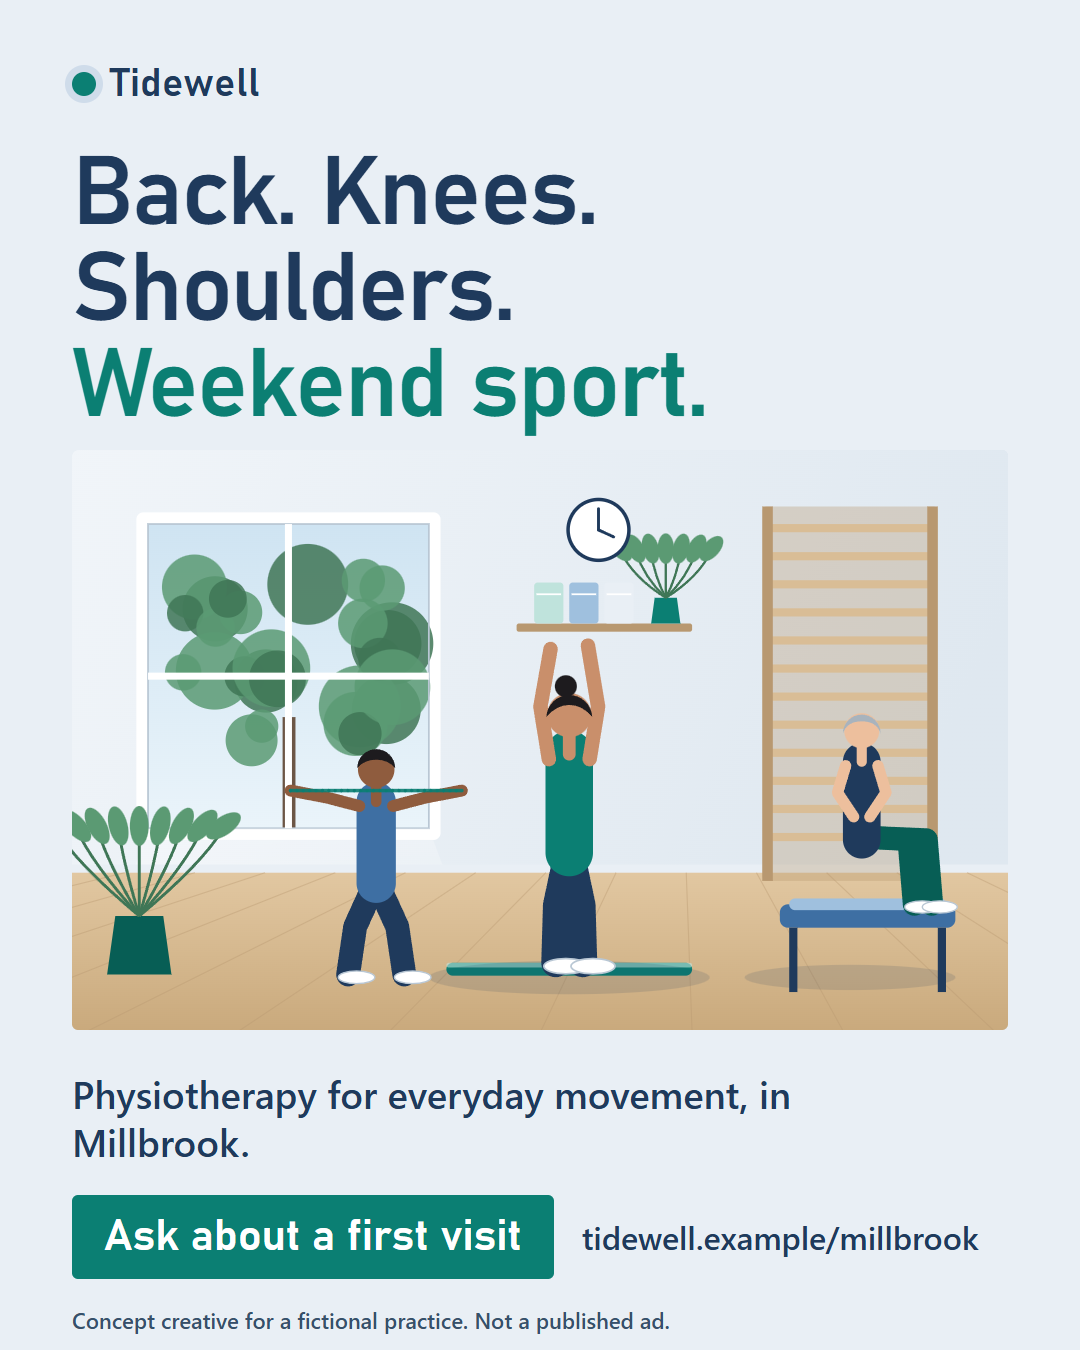 Tidewell
Back. Knees.
Shoulders.
Weekend sport.
Physiotherapy for everyday movement, in
Millbrook.
Ask about a first visit
tidewell.example/millbrook
Concept creative for a fictional practice. Not a published ad.